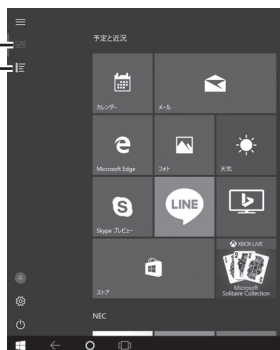 予定と近況
カレンダー
メール
Microsoft Edge
フォト
天気
Skype プレビュー
LINE
ストア
XBOX LIVE
Microsoft
Solitaire Collection
NEC